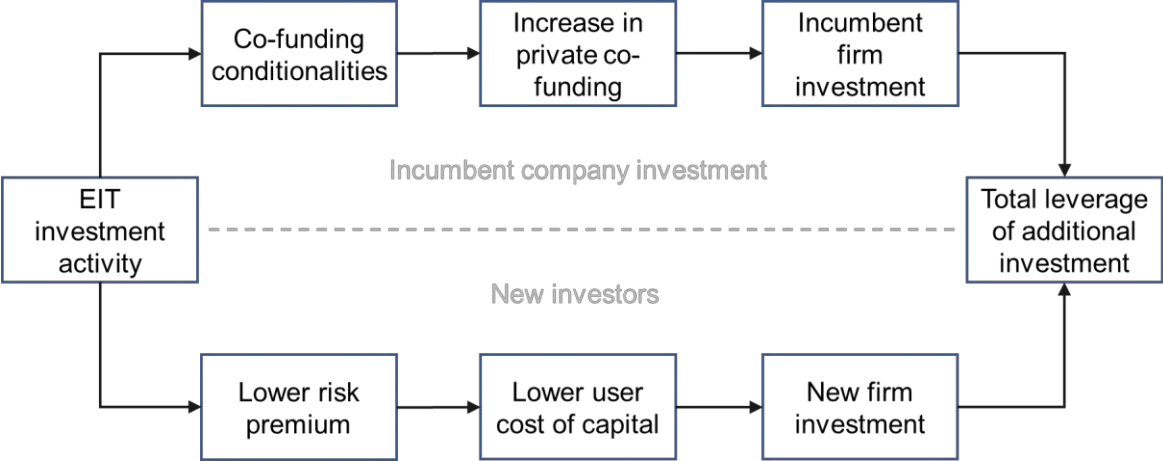 Co-funding
conditionalities
Increase in
private co-
funding
Incumbent
firm
investment
Incumbent company investment
EIT
investment
activity
Total leverage
of additional
investment
New investors
Lower risk
premium
Lower user
cost of capital
New firm
investment